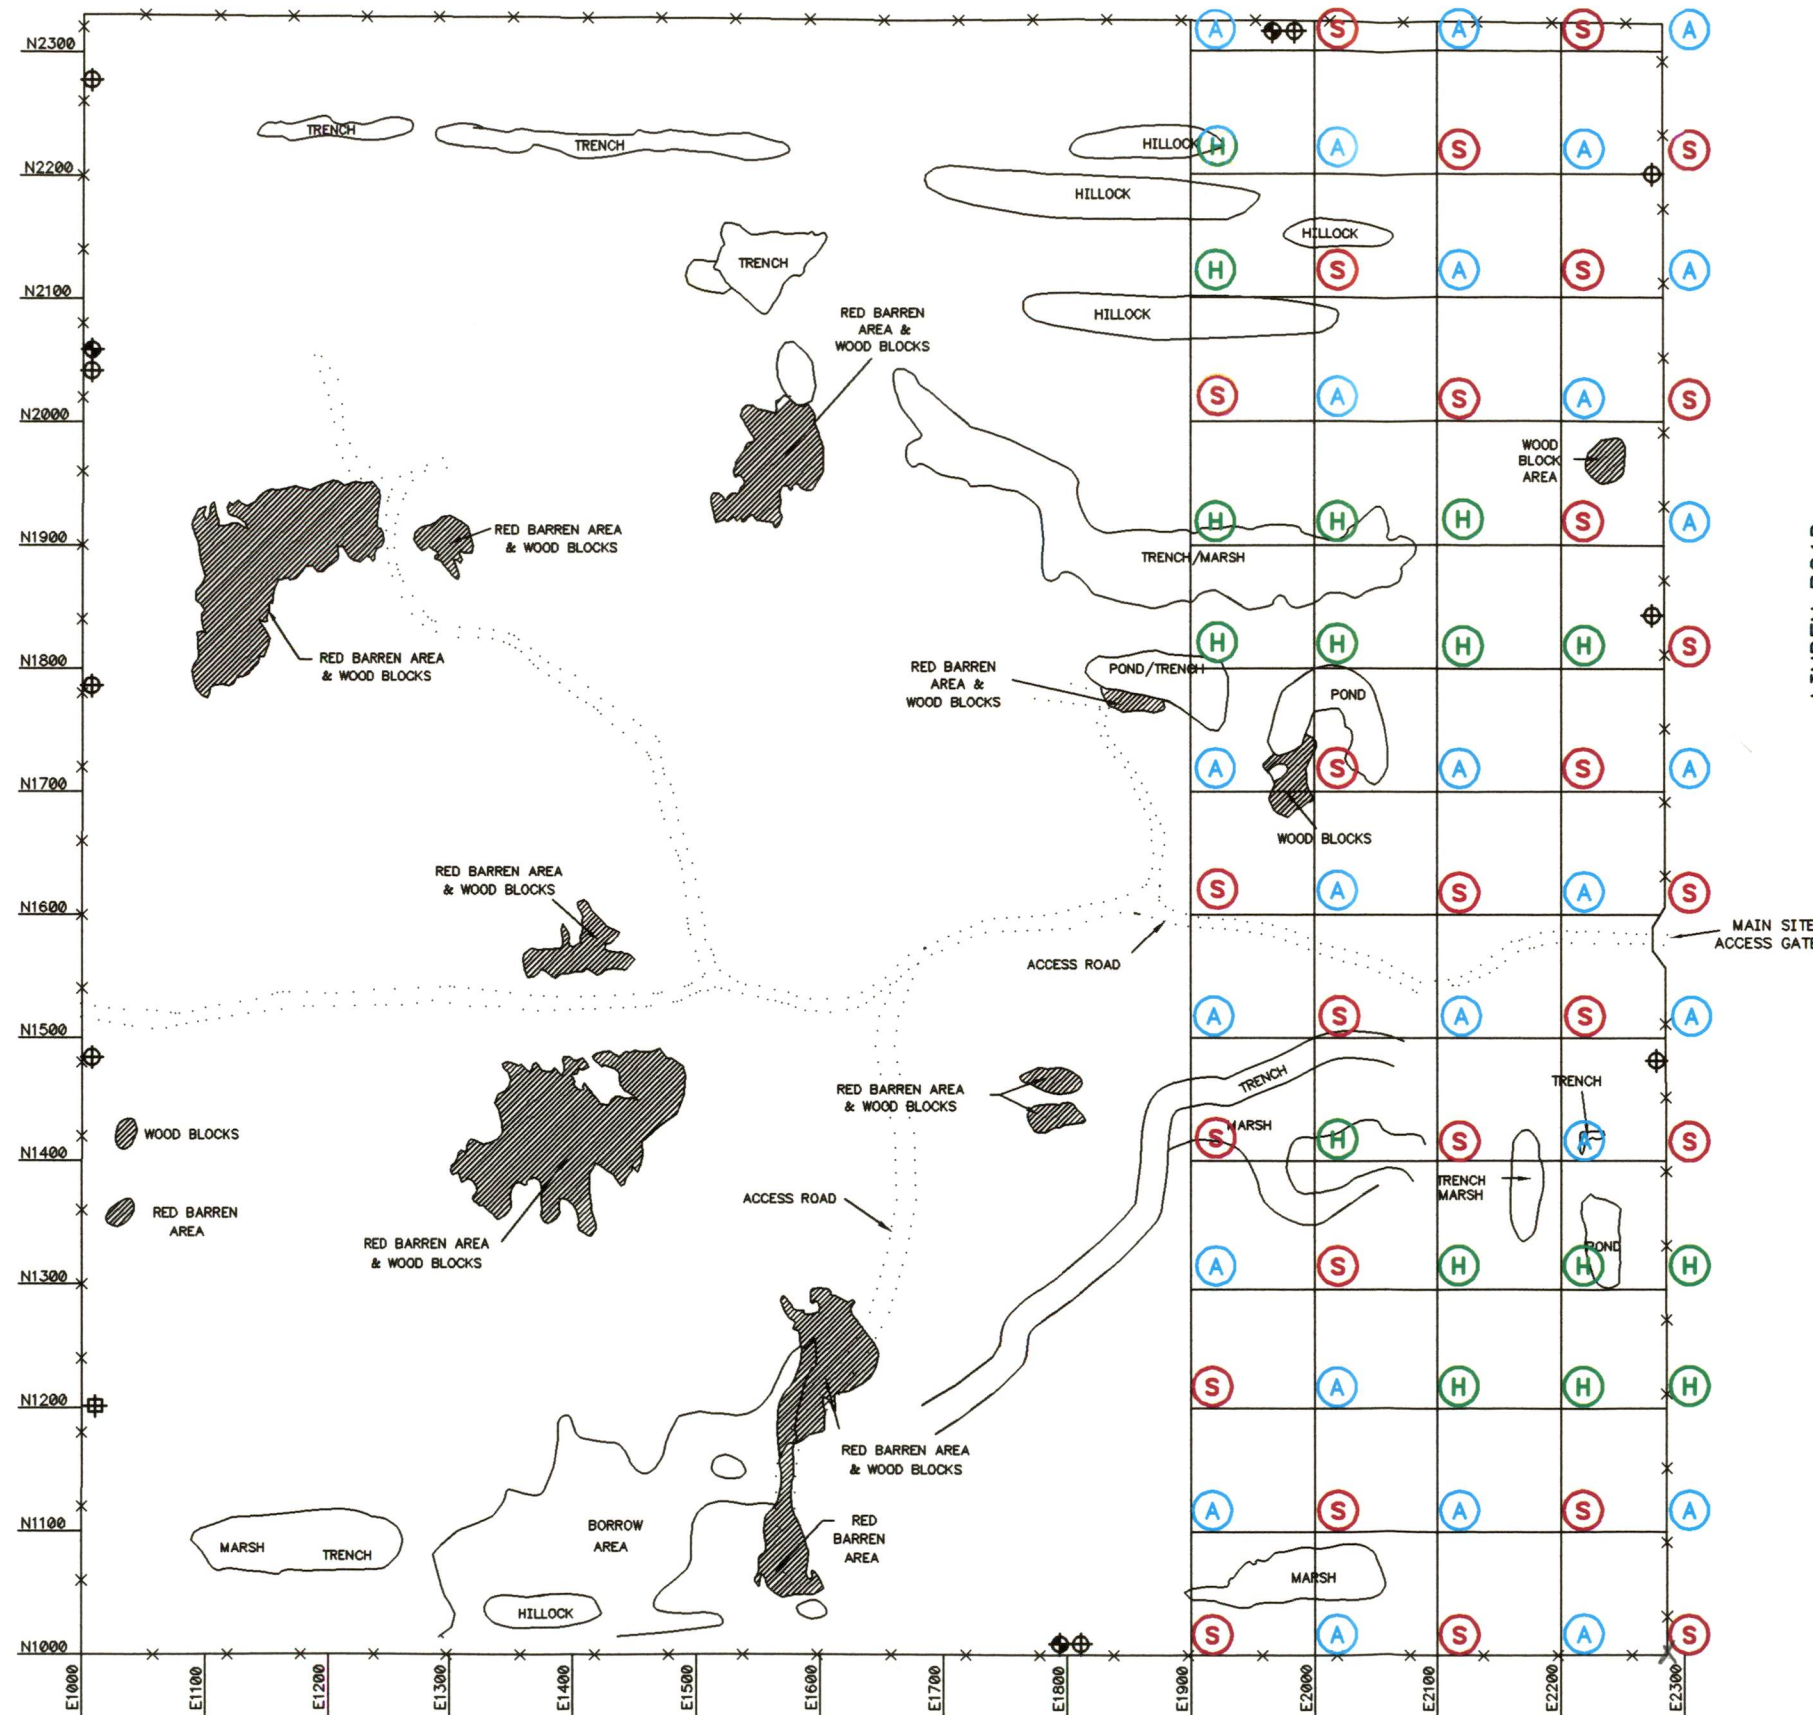 N2300
A
S
A
S
A
TRENCH
TRENCH
HILLOCK
H
A
S
A
S
N2200
HILLOCK
HILLOCK
TRENCH
H
S
A
S
A
N2100
RED BARREN
AREA &
WOOD BLOCKS
HILLOCK
S
A
S
A
S
N2000
WOOD
BLOCK
AREA
RED BARREN AREA
& WOOD BLOCKS
H
H
H
S
A
N1900
TRENCH/MARSH
RED BARREN AREA
& WOOD BLOCKS
RED BARREN
AREA &
WOOD BLOCKS
POND/TRENCH
H
H
H
H
S
N1800
POND
A
S
A
S
A
N1700
WOOD BLOCKS
RED BARREN AREA
& WOOD BLOCKS
S
A
S
A
S
N1600
MAIN SITE
ACCESS GATE
ACCESS ROAD
A
S
A
S
A
N1500
TRENCH
TRENCH
RED BARREN AREA
& WOOD BLOCKS
WOOD BLOCKS
MARSH
S
H
S
A
S
N1400
TRENCH
MARSH
ACCESS ROAD
RED BARREN
AREA
RED BARREN AREA
& WOOD BLOCKS
POND
A
S
H
H
H
N1300
S
A
H
H
H
N1200
RED BARREN AREA
& WOOD BLOCKS
A
S
A
S
A
N1100
MARSH
TRENCH
BORROW
AREA
RED
BARREN
AREA
MARSH
HILLOCK
S
A
S
A
S
N1000
E1000
E1100
E1200
E1300
E1400
E1500
E1600
E1700
E1800
E1900
E2000
E2100
E2200
E2300